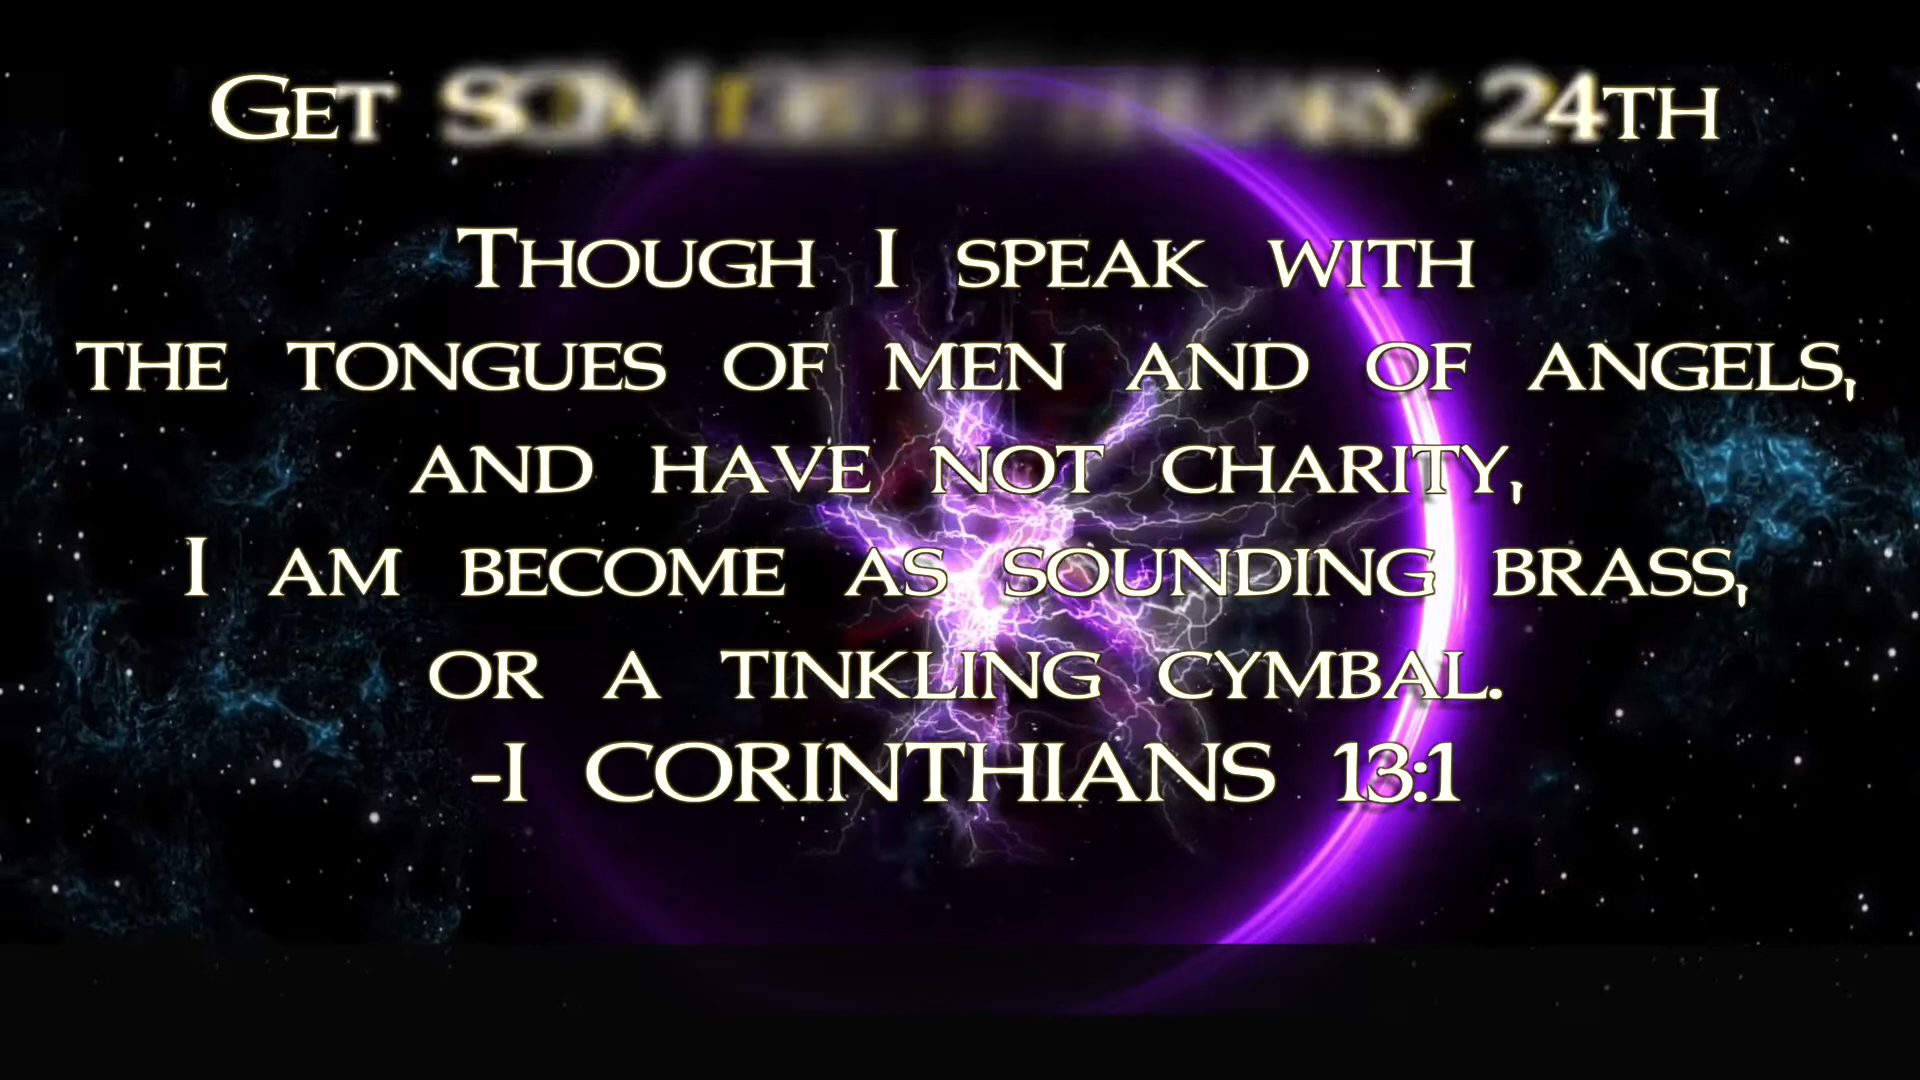 Get 24th
Though I speak with
the tongues of men and of angels,
and have not charity,
I am become as sounding brass,
or a tinkling cymbal.
-I CORINTHIANS 13:1